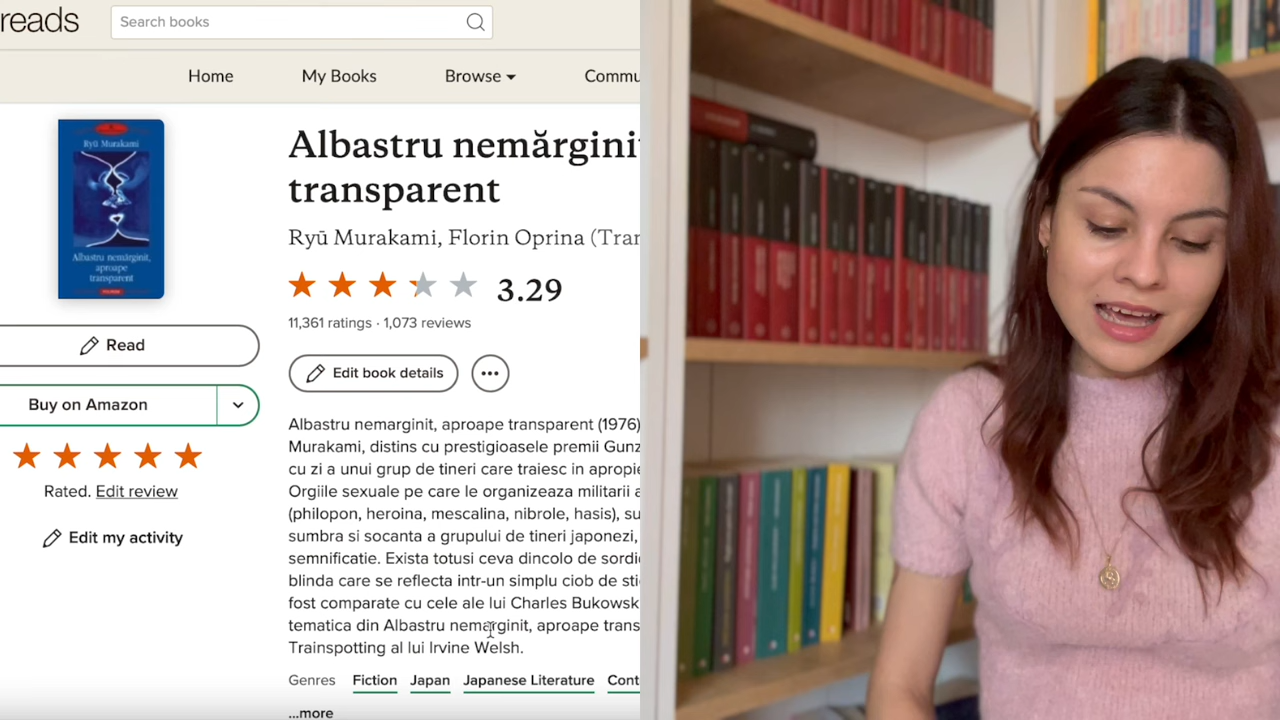 reads
Search books
Home
My Books
Browse
Commu
Ryū Murakami
Albastru nemărginit,
aproape
transparent
Albastru nemărgini
transparent
Ryū Murakami, Florin Oprina (Tran
3.29
11,361 ratings · 1,073 reviews
Read
Edit book details
Buy on Amazon
Rated. Edit review
Edit my activity
Albastru nemarginit, aproape transparent (1976)
Murakami, distins cu prestigioasele premii Gunz
cu zi a unui grup de tineri care traiesc in apropie
Orgiile sexuale pe care le organizeaza militarii a
(philopon, heroina, mescalina, nibrole, hasis), su
sumbra si socanta a grupului de tineri japonezi,
semnificatie. Exista totusi ceva dincolo de sordi
blinda care se reflecta intr-un simplu ciob de sti
fost comparate cu cele ale lui Charles Bukowsk
tematica din Albastru nemarginit, aproape trans
Trainspotting al lui Irvine Welsh.
Genres Fiction Japan Japanese Literature Cont
...more